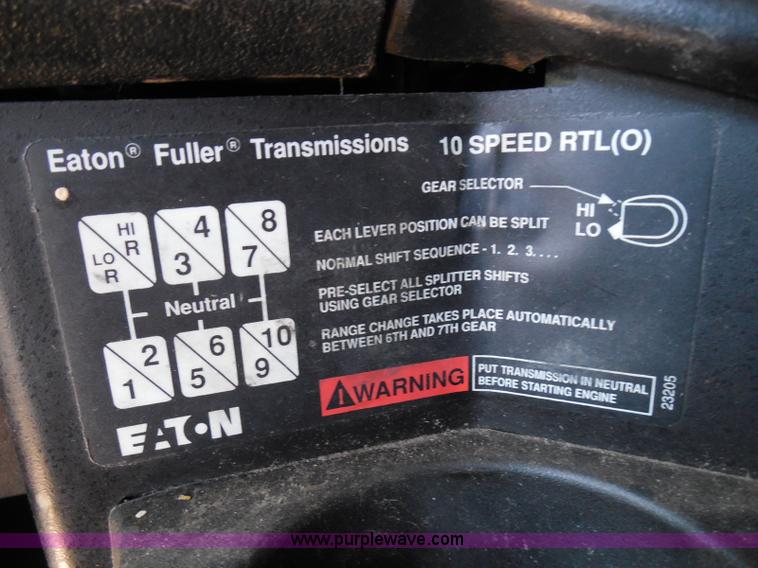 Eaton® Fuller® Transmissions 10 SPEED RTL(O)
GEAR SELECTOR
HI
LO
HI
R
LO
R
4
3
8
7
Neutral
2
1
6
5
10
9
EACH LEVER POSITION CAN BE SPLIT
NORMAL SHIFT SEQUENCE - 1. 2. 3. . . .
PRE-SELECT ALL SPLITTER SHIFTS
USING GEAR SELECTOR
RANGE CHANGE TAKES PLACE AUTOMATICALLY
BETWEEN 6TH AND 7TH GEAR
WARNING
PUT TRANSMISSION IN NEUTRAL
BEFORE STARTING ENGINE
23205
EATON
www.purplewave.com